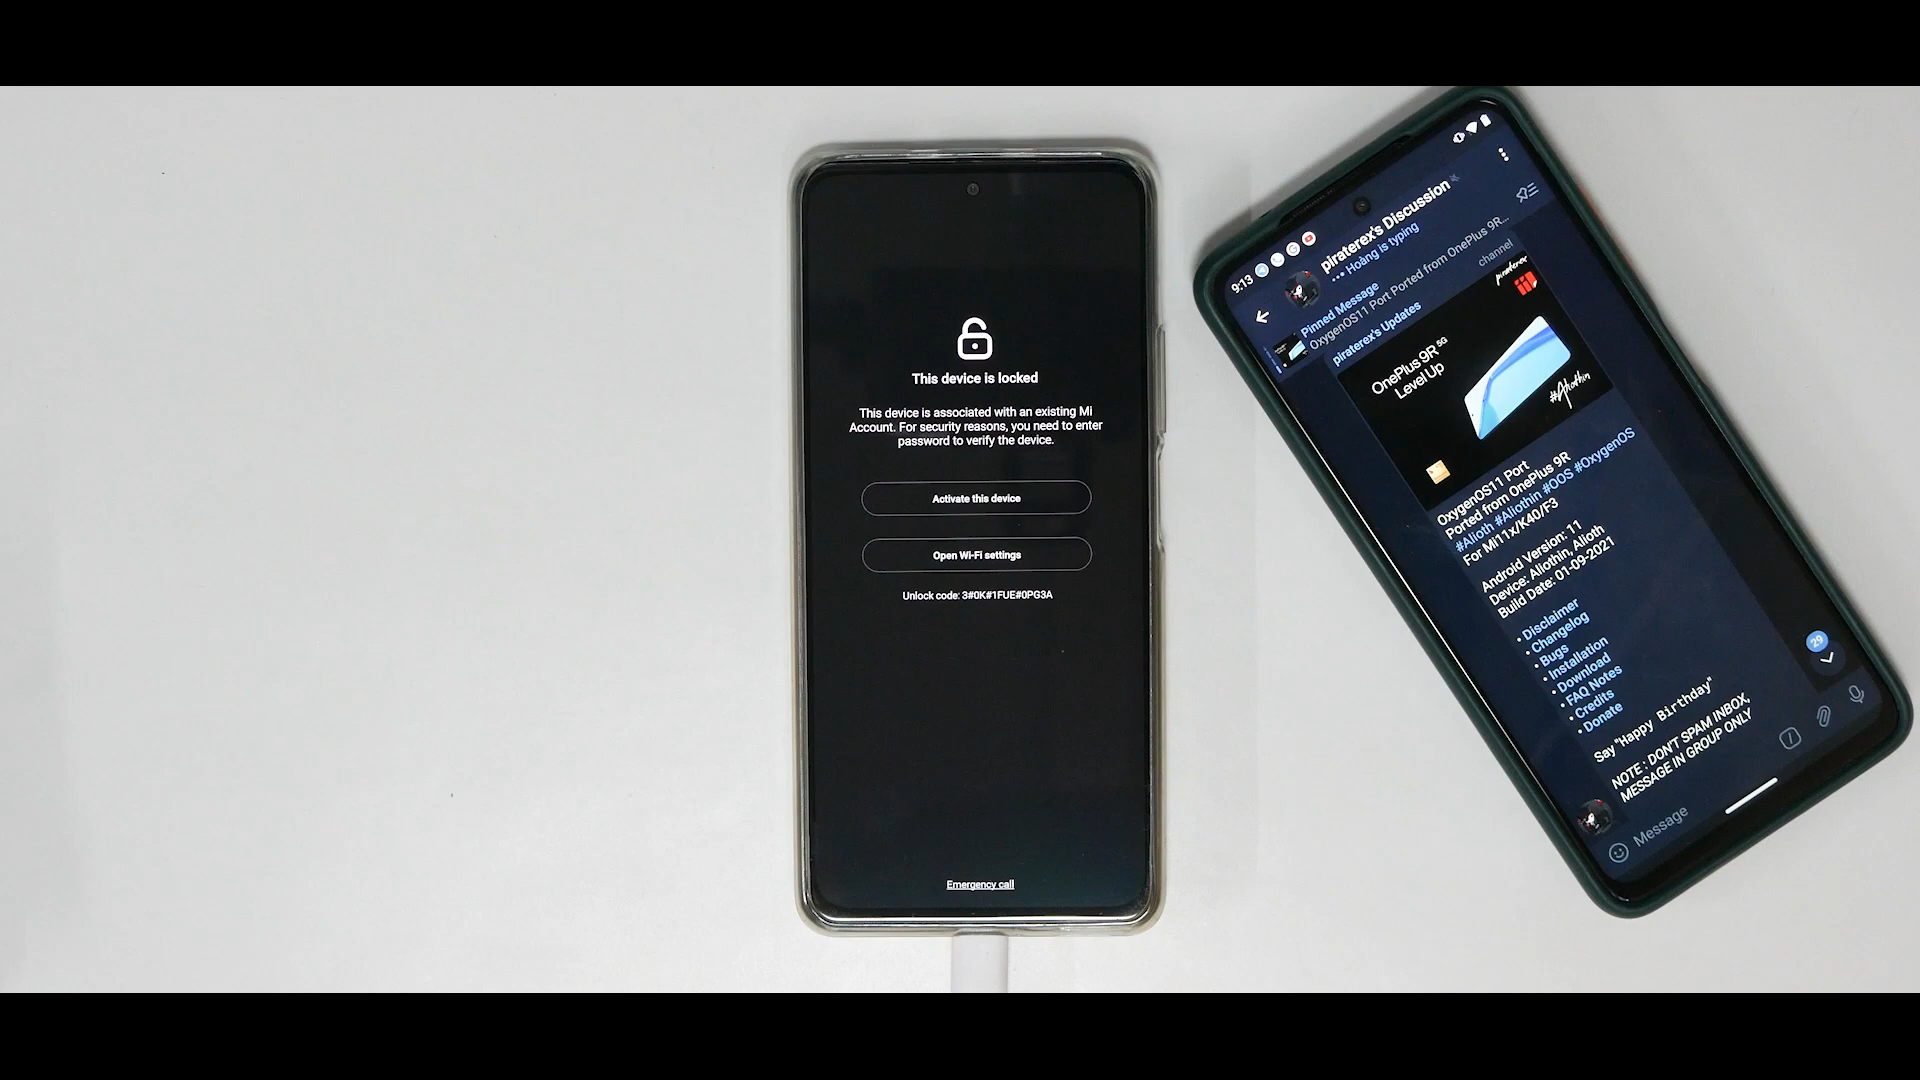 This device is locked
This device is associated with an existing Mi
Account. For security reasons, you need to enter
password to verify the device.
Activate this device
Open Wi-Fi settings
Unlock code: 3#0K#1FUE#0PG3A
Emergency call
9:13
piraterex's Discussion
••• Hoàng is typing
Pinned Message
OxygenOS11 Port Ported from OnePlus 9R...
piraterex's Updates
channel
piraterex
OnePlus 9R 5G
Level Up
#Aliothin
OxygenOS11 Port
Ported from OnePlus 9R
#Alioth #Aliothin #OOS #OxygenOS
For Mi11x/K40/F3
Android Version: 11
Device: Aliothin, Alioth
Build Date: 01-09-2021
• Disclaimer
• Changelog
• Bugs
• Installation
• Download
• FAQ Notes
• Credits
• Donate
Say "Happy Birthday"
NOTE : DON'T SPAM INBOX,
MESSAGE IN GROUP ONLY
29
Message